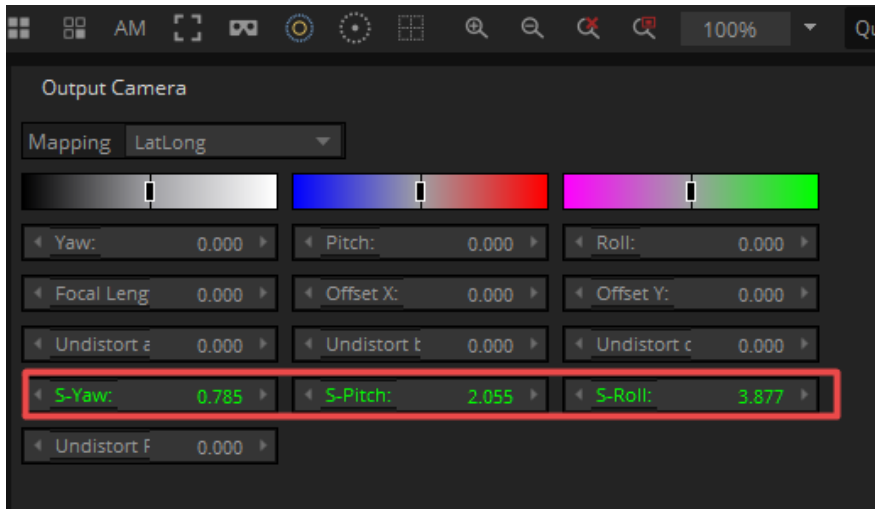 AM 100% Qu
Output Camera
Mapping LatLong
Yaw: 0.000 Pitch: 0.000 Roll: 0.000
Focal Leng 0.000 Offset X: 0.000 Offset Y: 0.000
Undistort a 0.000 Undistort b 0.000 Undistort c 0.000
S-Yaw: 0.785 S-Pitch: 2.055 S-Roll: 3.877
Undistort F 0.000